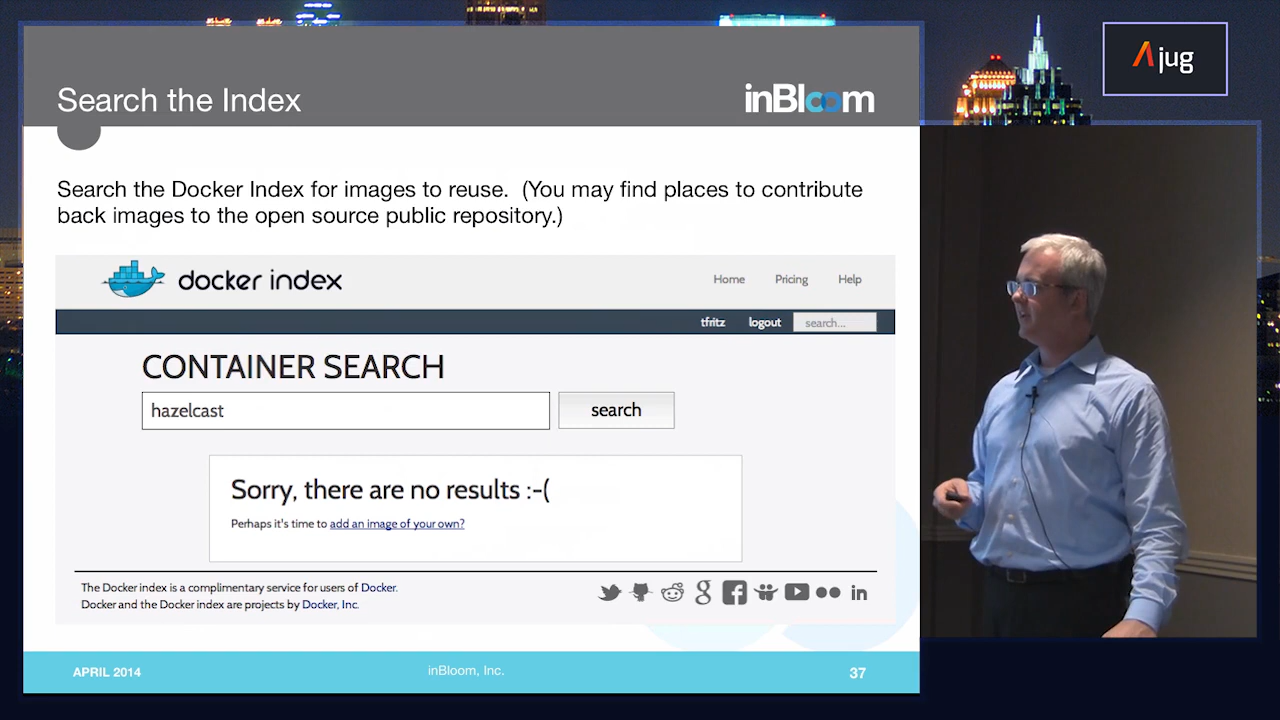 Search the Index
inBloom
Ajug
Search the Docker Index for images to reuse.  (You may find places to contribute
back images to the open source public repository.)
docker index
Home Pricing Help
tfritz logout search...
CONTAINER SEARCH
hazelcast search
Sorry, there are no results :-(
Perhaps it's time to add an image of your own?
The Docker index is a complimentary service for users of Docker.
Docker and the Docker index are projects by Docker, Inc.
in
APRIL 2014 inBloom, Inc. 37